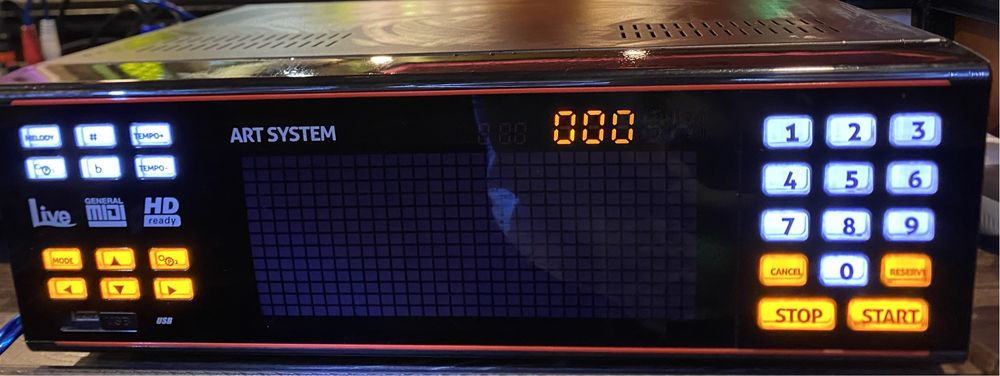 ART SYSTEM
000
MELODY # TEMPO+
b TEMPO-
Live GENERAL MIDI HD ready
MODE
USB
1 2 3
4 5 6
7 8 9
CANCEL 0 RESERVE
STOP START